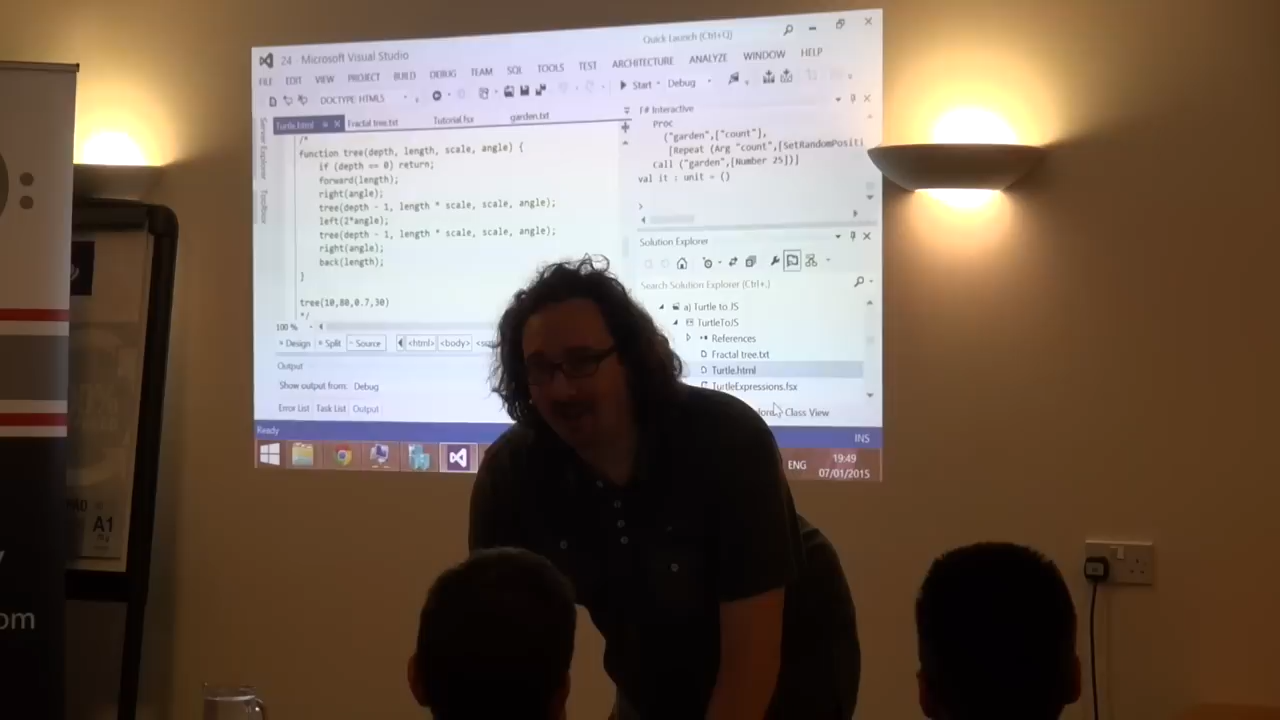 Quick Launch (Ctrl+Q)
24 - Microsoft Visual Studio
FILE EDIT VIEW PROJECT BUILD DEBUG TEAM SQL TOOLS TEST ARCHITECTURE ANALYZE WINDOW HELP
DOCTYPE HTML5
Start Debug
Turtle.html Fractal tree.txt Tutorial.fsx garden.txt
Server Explorer Toolbox
/*
function tree(depth, length, scale, angle) {
if (depth == 0) return;
forward(length);
right(angle);
tree(depth - 1, length * scale, scale, angle);
left(2*angle);
tree(depth - 1, length * scale, scale, angle);
right(angle);
back(length);
}
tree(10,80,0.7,30)
*/
100 %
Design Split Source <html> <body>
Output
Show output from: Debug
Error List Task List Output
Ready
F# Interactive
Proc
("garden",["count"],
[Repeat (Arg "count",[SetRandomPositi
Call ("garden",[Number 25])]
val it : unit = ()
>
Solution Explorer
Search Solution Explorer (Ctrl+;)
a) Turtle to JS
TurtleToJS
References
Fractal tree.txt
Turtle.html
TurtleExpressions.fsx
Class View
INS
ENG
19:49
07/01/2015
A1
om